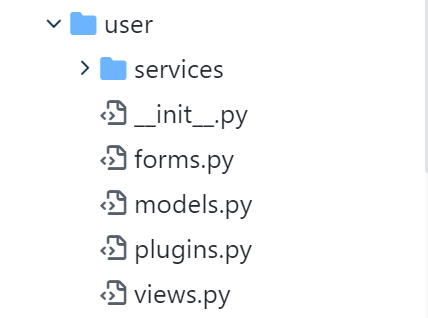 user
services
__init__.py
forms.py
models.py
plugins.py
views.py